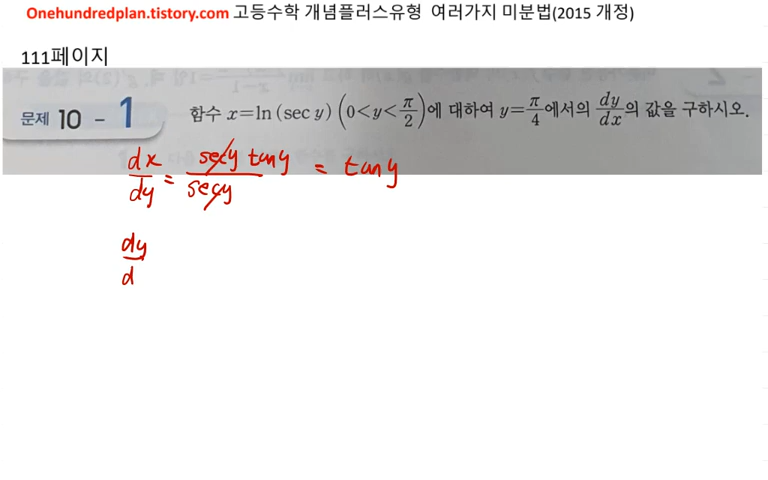 Onehundredplan.tistory.com 고등수학 개념플러스유형 여러가지 미분법(2015 개정)
111페이지
문제 10 - 1 함수 x=ln(sec y) (0<y<π/2)에 대하여 y=π/4에서의 dy/dx의 값을 구하시오.
dx/dy = sec y tan y / sec y = tan y
dy/d